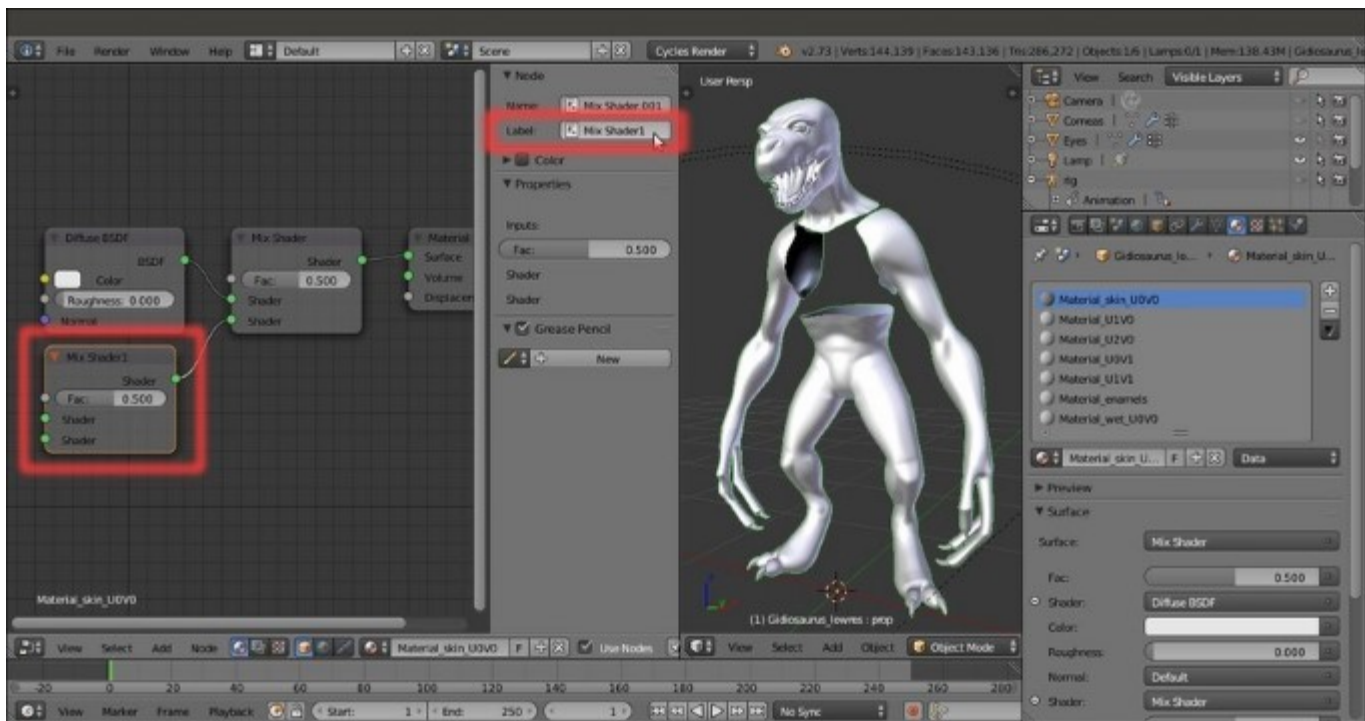 File Render Window Help Default Scene Cycles Render v2.73 | Verts:144,139 | Faces:143,136 | Tris:286,272 | Objects:1/6 | Lamps:0/1 | Mem:138.43M |
Node
Name: Mix Shader.001
Label: Mix Shader1
Color
Properties
Inputs:
Fac: 0.500
Shader
Shader
Grease Pencil
New
Diffuse BSDF
BSDF
Color
Roughness: 0.000
Normal
Mix Shader
Shader
Fac: 0.500
Shader
Shader
Material
Surface
Volume
Displacem
Mix Shader1
Shader
Fac: 0.500
Shader
Shader
Material_skin_U0V0
View Select Add Node Material_skin_U0V0 F Use Nodes
User Persp
(1) Gidiosaurus_lowres : prop
View Select Add Object Object Mode
View Search Visible Layers
Camera
Corneas
Eyes
Lamp
rig
Animation
Gidiosaurus_lo... Material_skin_U...
Material_skin_U0V0
Material_U1V0
Material_U2V0
Material_U0V1
Material_U1V1
Material_enamels
Material_wet_U0V0
Material_skin_U... F Data
Preview
Surface
Surface: Mix Shader
Fac: 0.500
Shader: Diffuse BSDF
Color:
Roughness: 0.000
Normal: Default
Shader: Mix Shader
-20 0 20 40 60 80 100 120 140 160 180 200 220 240 260 280
View Marker Frame Playback Start: 1 End: 250 1 No Sync